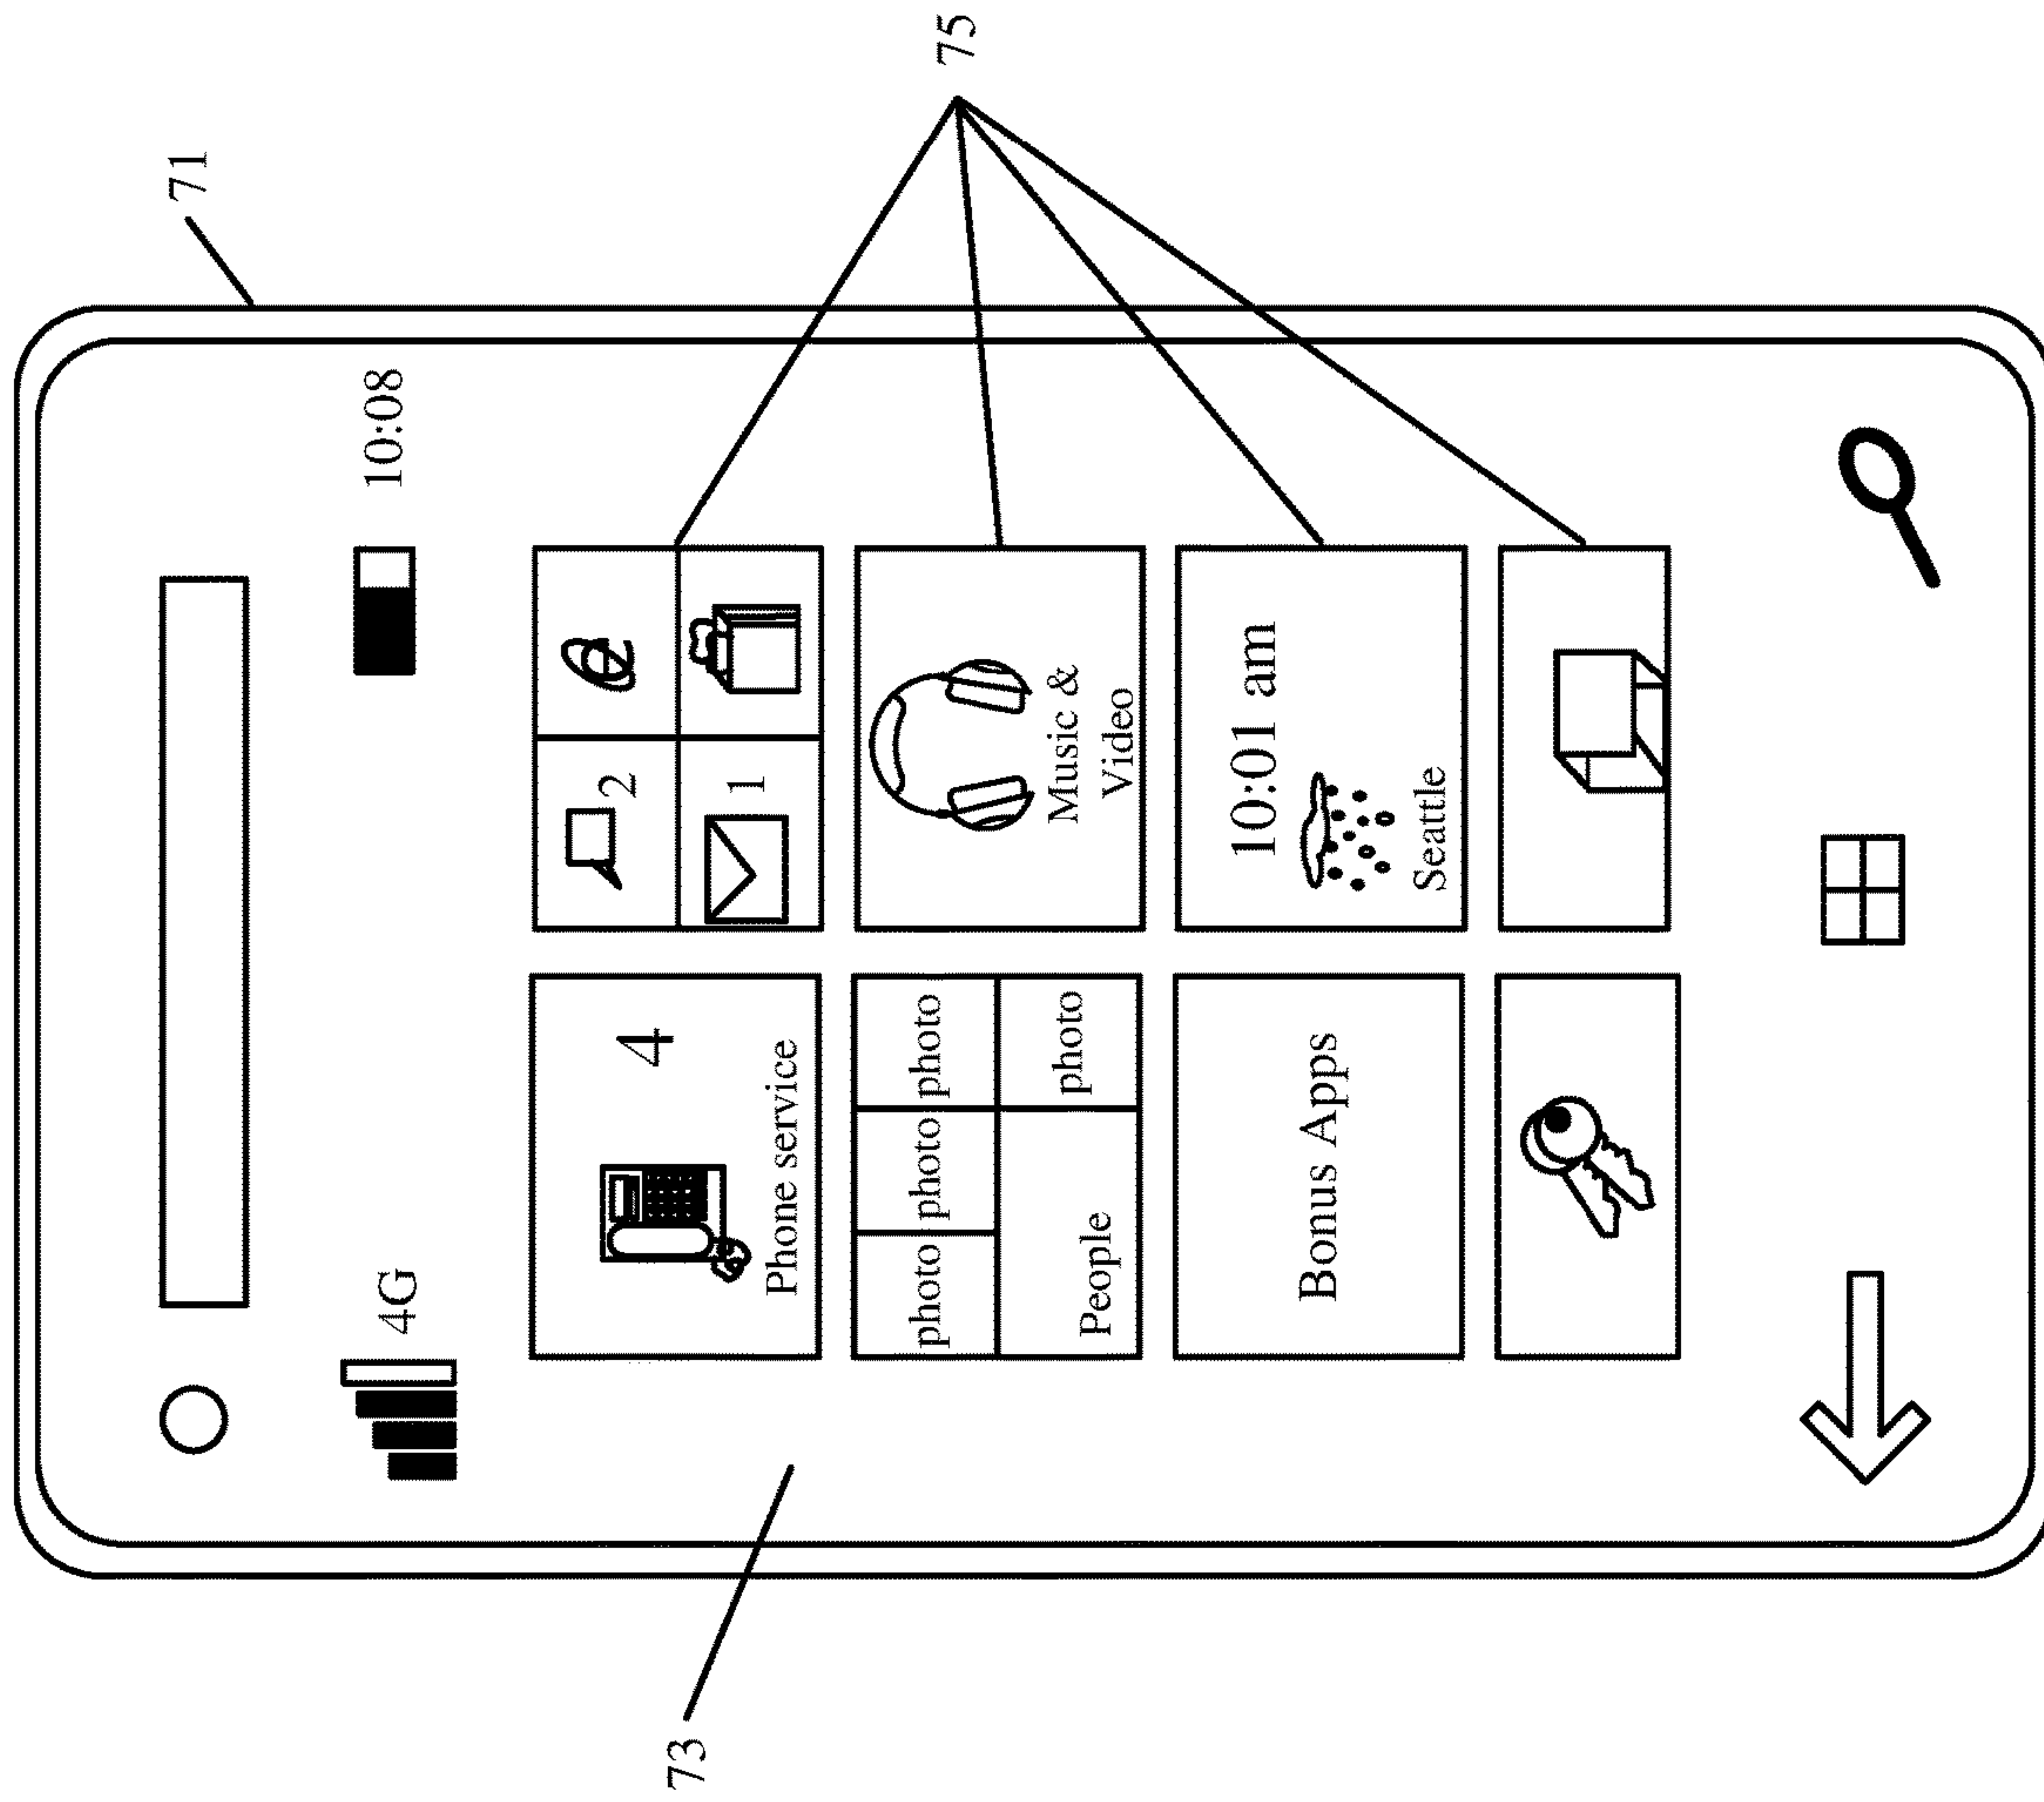 71
4G
10:08
4
Phone service
2
1
75
photo photo photo
People
photo
Music &
Video
73
Bonus Apps
10:01 am
Seattle